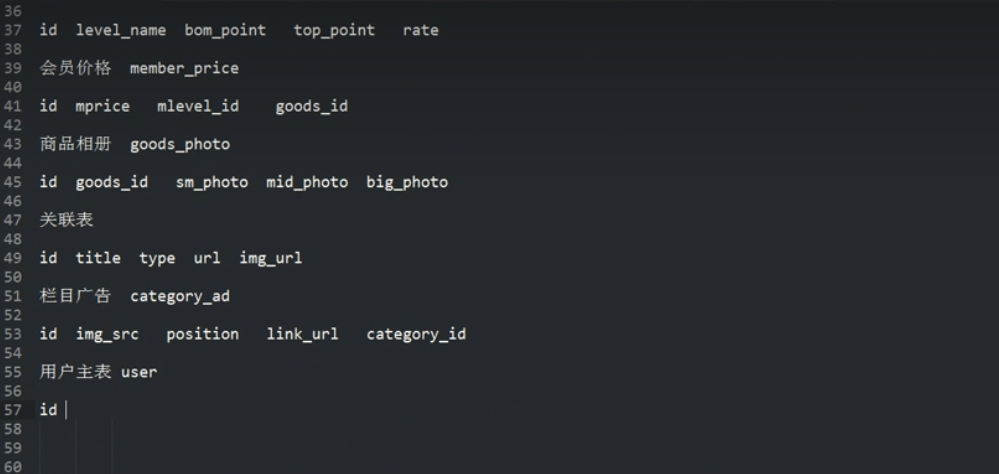 36
37 id level_name bom_point top_point rate
38
39 会员价格 member_price
40
41 id mprice mlevel_id goods_id
42
43 商品相册 goods_photo
44
45 id goods_id sm_photo mid_photo big_photo
46
47 关联表
48
49 id title type url img_url
50
51 栏目广告 category_ad
52
53 id img_src position link_url category_id
54
55 用户主表 user
56
57 id
58
59
60